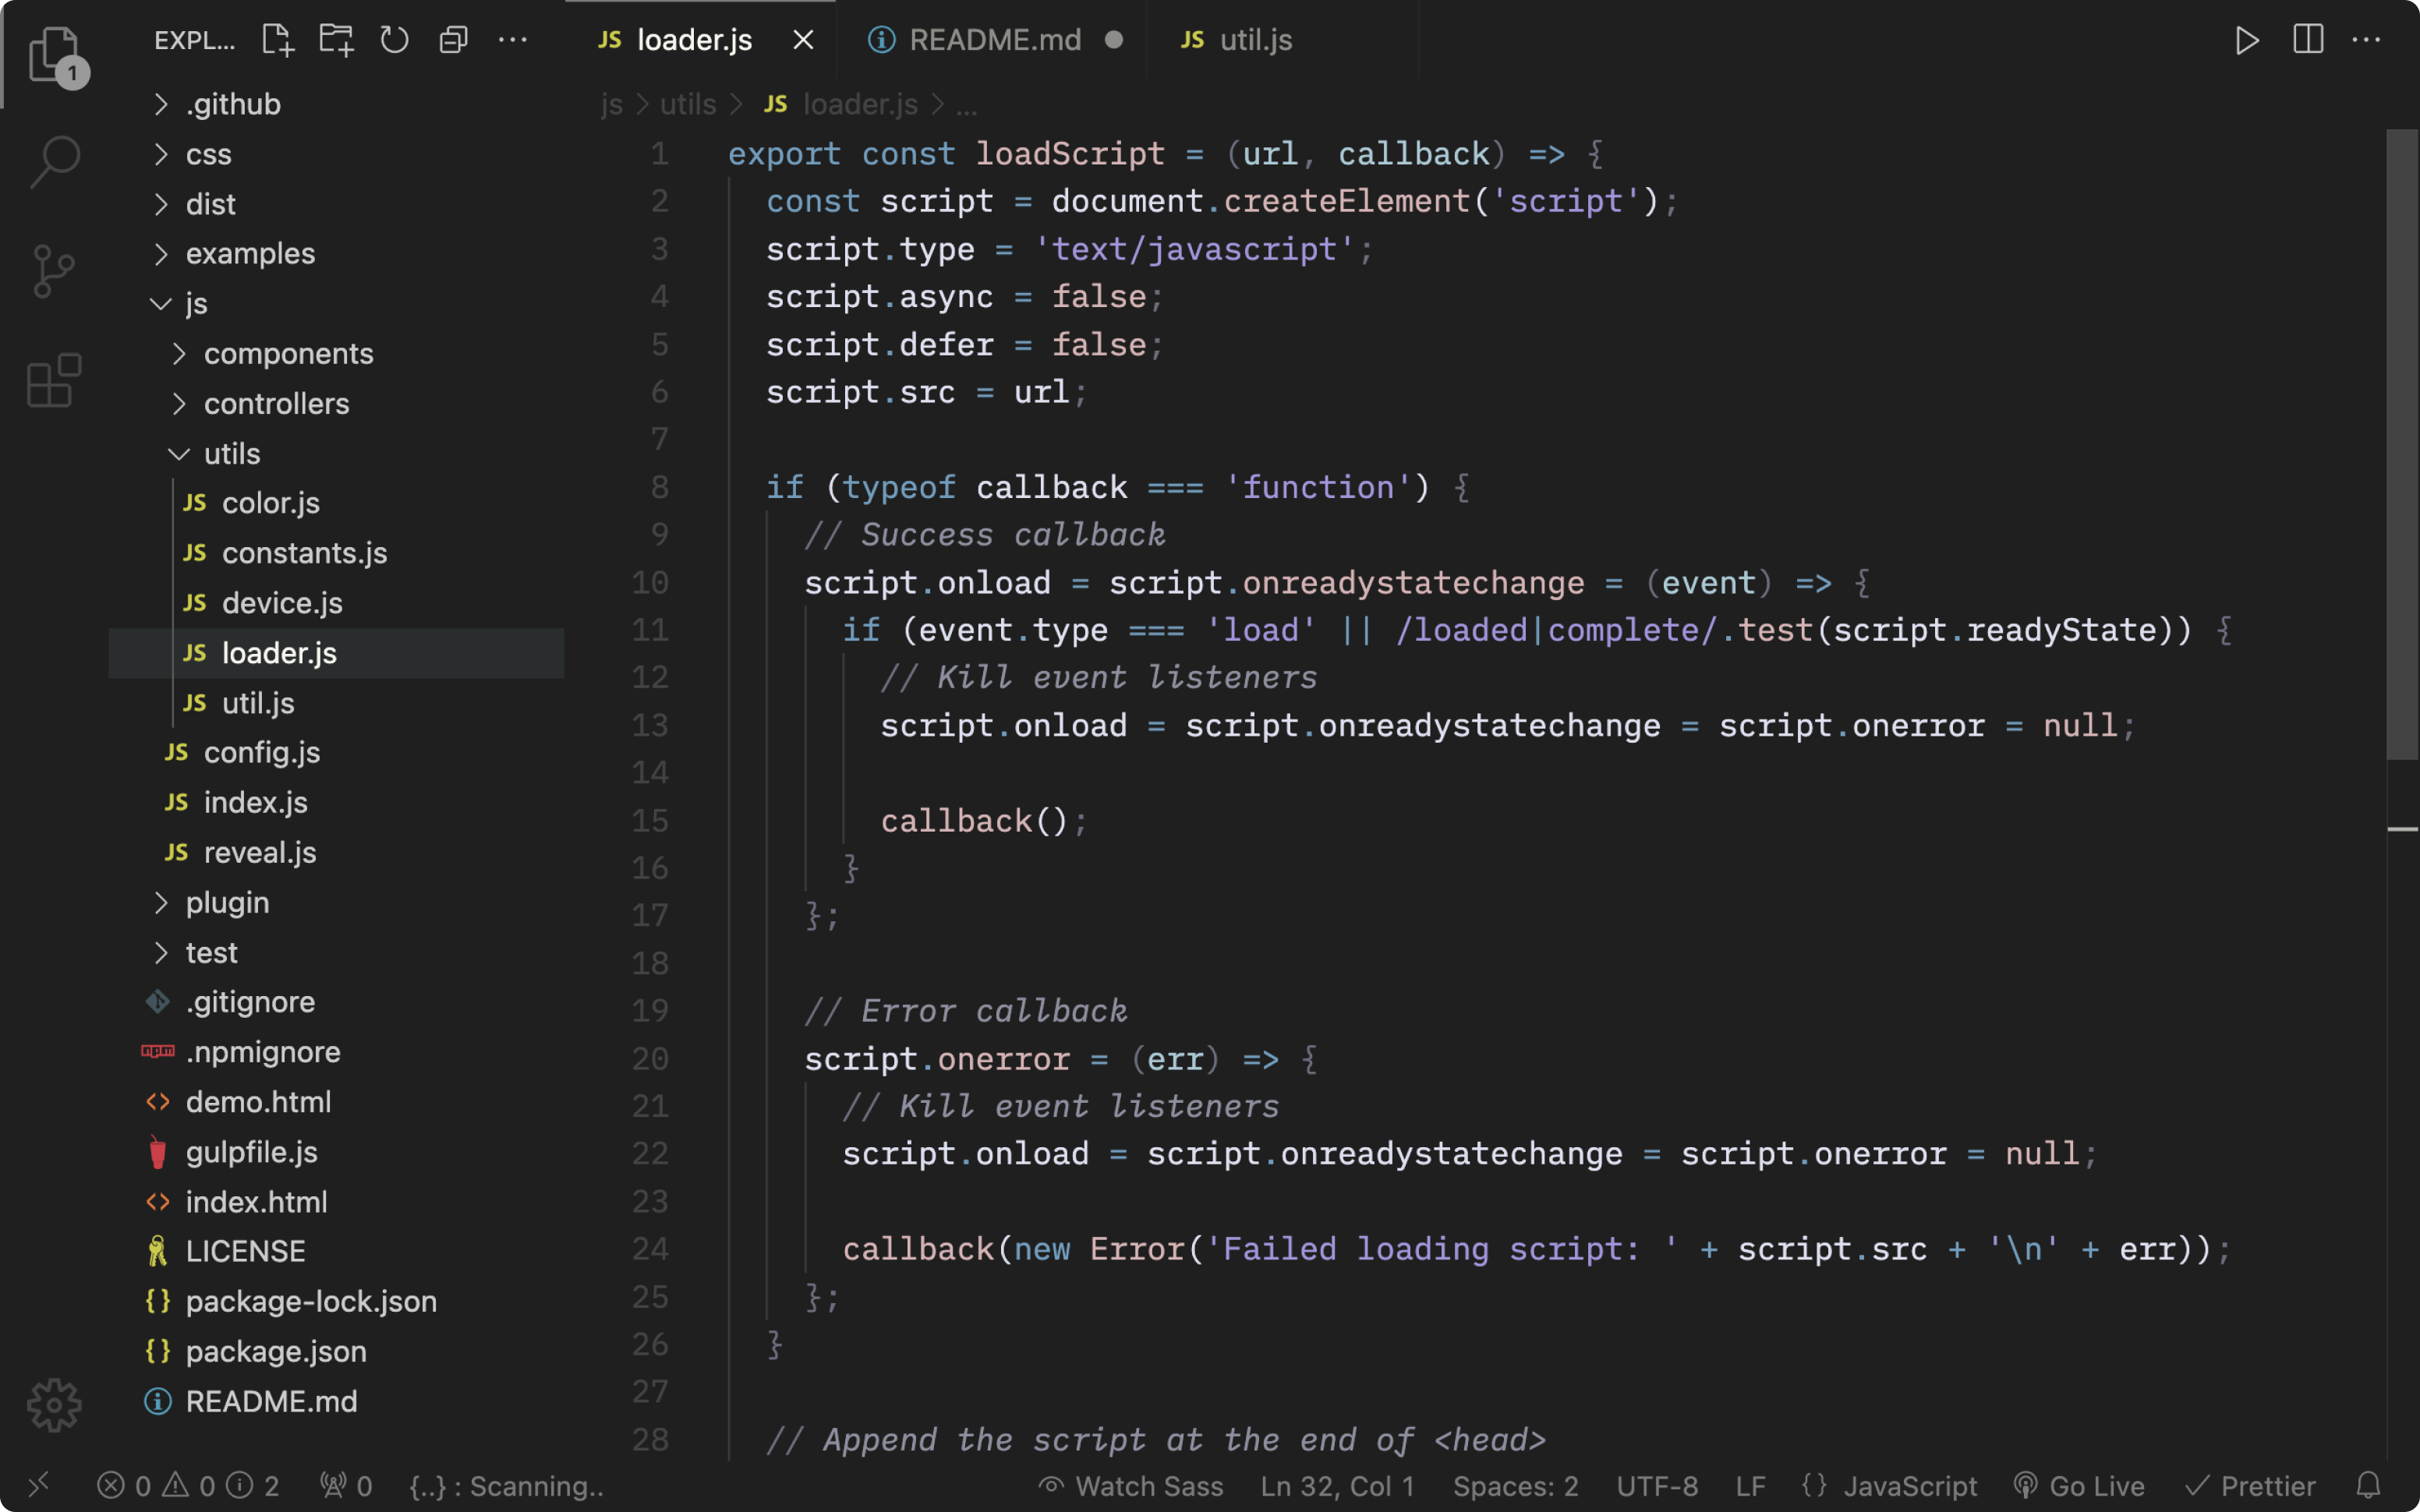 1
EXPL...
.github
css
dist
examples
js
components
controllers
utils
JS color.js
JS constants.js
JS device.js
JS loader.js
JS util.js
JS config.js
JS index.js
JS reveal.js
plugin
test
.gitignore
.npmignore
demo.html
gulpfile.js
index.html
LICENSE
{} package-lock.json
{} package.json
README.md
JS loader.js
README.md
JS util.js
js > utils > JS loader.js > ...
1 export const loadScript = (url, callback) => {
2 const script = document.createElement('script');
3 script.type = 'text/javascript';
4 script.async = false;
5 script.defer = false;
6 script.src = url;
7
8 if (typeof callback === 'function') {
9 // Success callback
10 script.onload = script.onreadystatechange = (event) => {
11 if (event.type === 'load' || /loaded|complete/.test(script.readyState)) {
12 // Kill event listeners
13 script.onload = script.onreadystatechange = script.onerror = null;
14
15 callback();
16 }
17 };
18
19 // Error callback
20 script.onerror = (err) => {
21 // Kill event listeners
22 script.onload = script.onreadystatechange = script.onerror = null;
23
24 callback(new Error('Failed loading script: ' + script.src + '\n' + err));
25 };
26 }
27
28 // Append the script at the end of <head>
0 0 2 0 {..} : Scanning.. Watch Sass Ln 32, Col 1 Spaces: 2 UTF-8 LF {} JavaScript Go Live Prettier